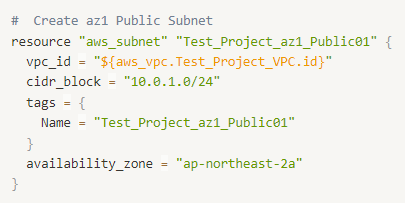 #  Create az1 Public Subnet
resource "aws_subnet" "Test_Project_az1_Public01" {
  vpc_id = "${aws_vpc.Test_Project_VPC.id}"
  cidr_block = "10.0.1.0/24"
  tags = {
    Name = "Test_Project_az1_Public01"
  }
  availability_zone = "ap-northeast-2a"
}